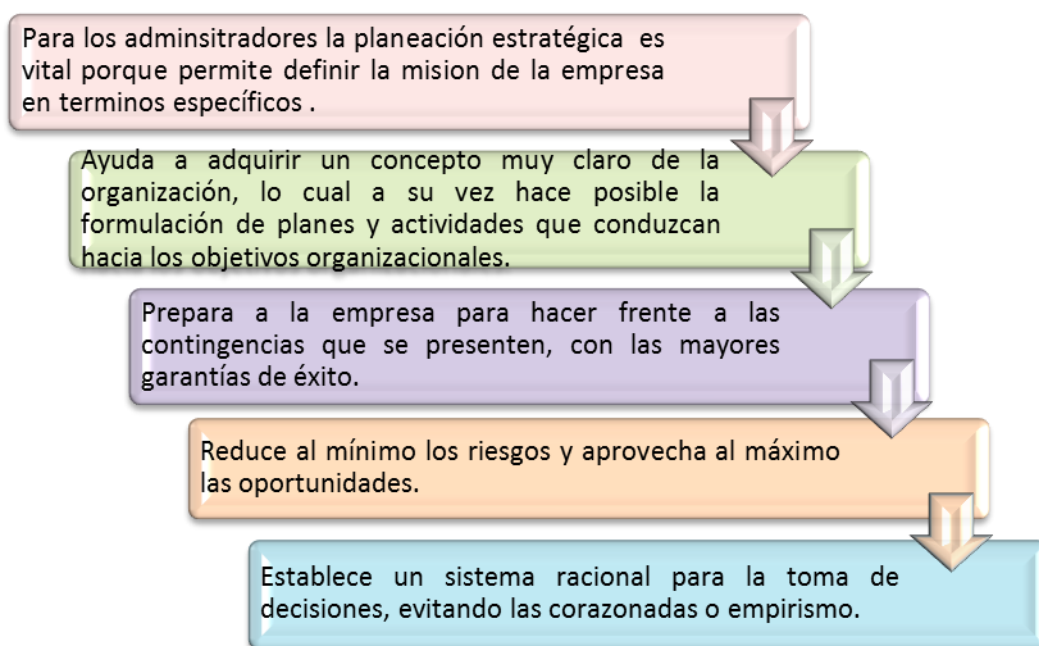 Para los adminsitradores la planeación estratégica es
vital porque permite definir la mision de la empresa
en terminos específicos .
Ayuda a adquirir un concepto muy claro de la
organización, lo cual a su vez hace posible la
formulación de planes y actividades que conduzcan
hacia los objetivos organizacionales.
Prepara a la empresa para hacer frente a las
contingencias que se presenten, con las mayores
garantías de éxito.
Reduce al mínimo los riesgos y aprovecha al máximo
las oportunidades.
Establece un sistema racional para la toma de
decisiones, evitando las corazonadas o empirismo.